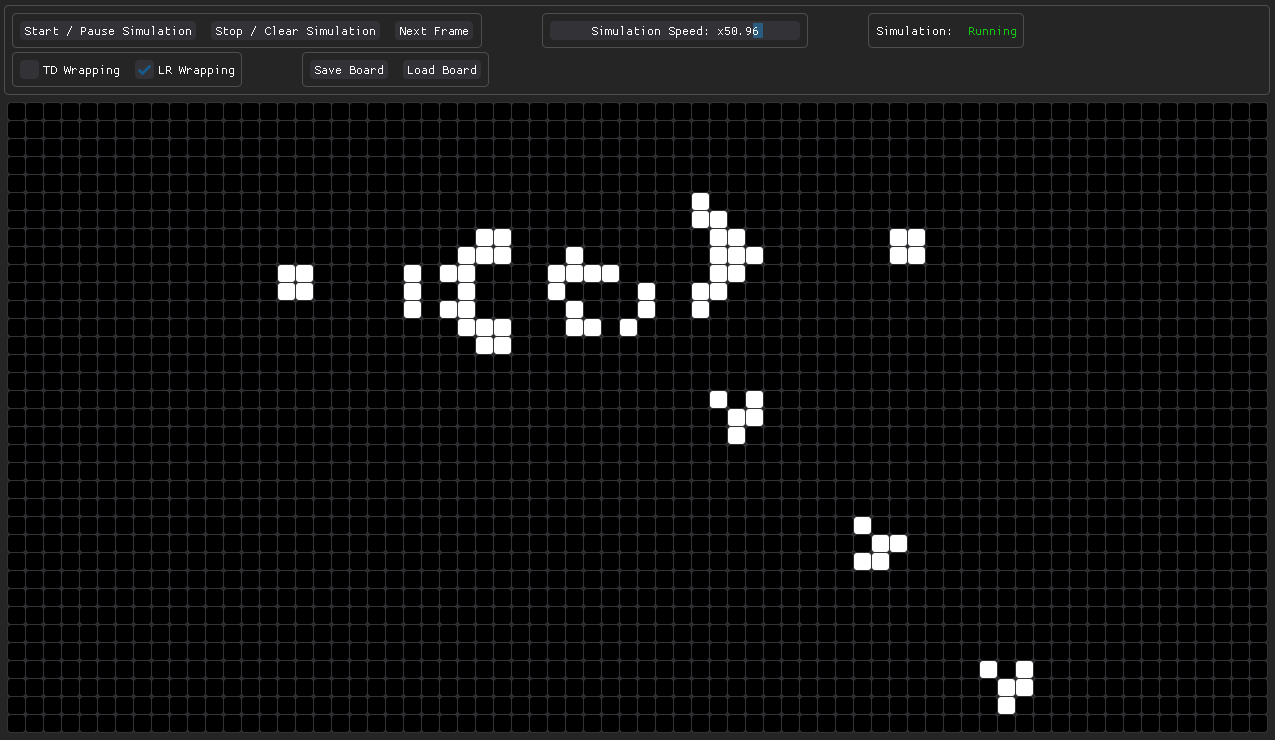 Start / Pause Simulation Stop / Clear Simulation Next Frame Simulation Speed: x50.96 Simulation: Running
TD Wrapping LR Wrapping Save Board Load Board